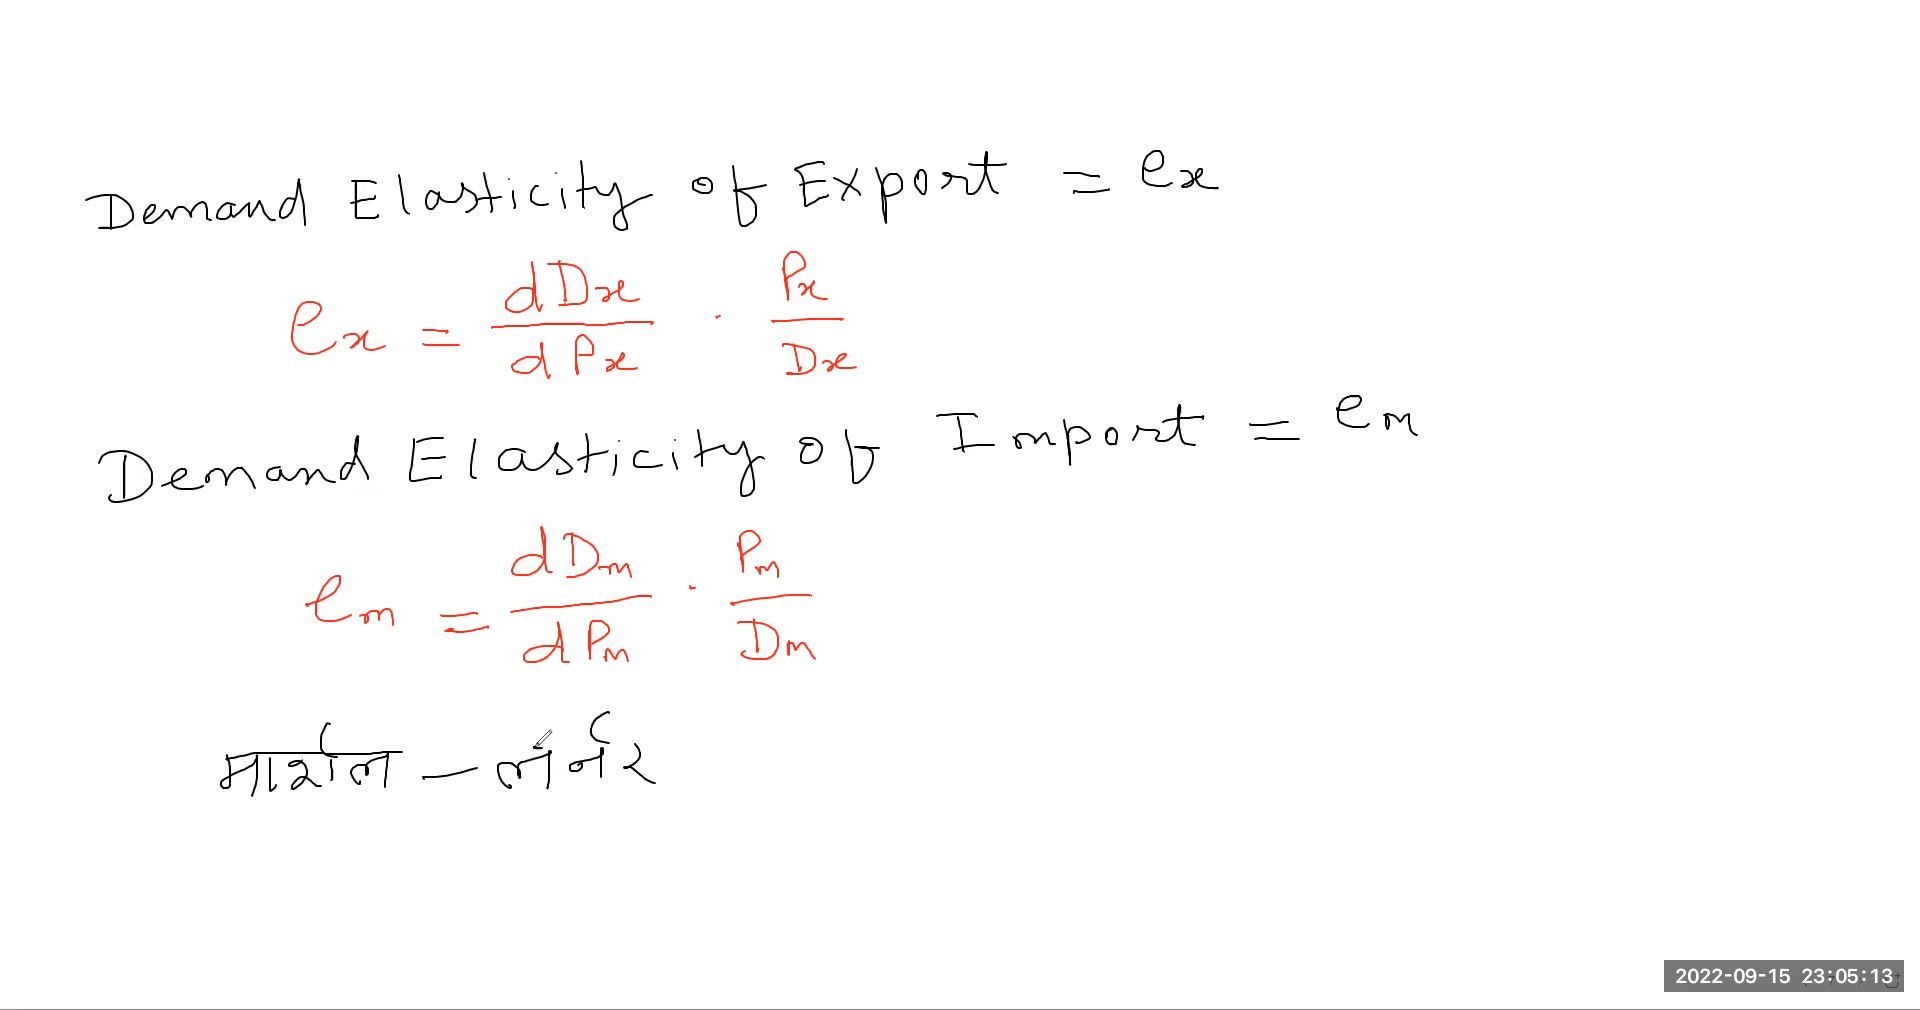 Demand Elasticity of Export = ex
ex = dDx/dPx . Px/Dx
Demand Elasticity of Import = em
em = dDm/dPm . Pm/Dm
मार्शल – लर्नर
2022-09-15 23:05:13